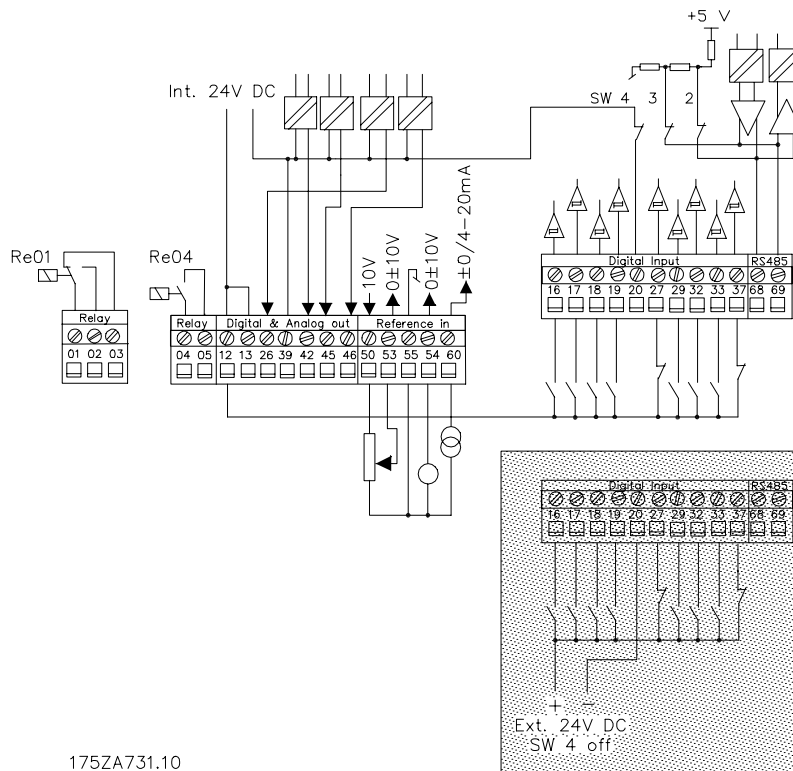 +5 V
Int. 24V DC
SW 4 3 2
10V
0±10V
0±10V
±0/4-20mA
Re01
Re04
Relay
01 02 03
Relay Digital & Analog out Reference in
04 05 12 13 26 39 42 45 46 50 53 55 54 60
Digital Input RS485
16 17 18 19 20 27 29 32 33 37 68 69
Digital Input RS485
16 17 18 19 20 27 29 32 33 37 68 69
+ −
Ext. 24V DC
SW 4 off
175ZA731.10